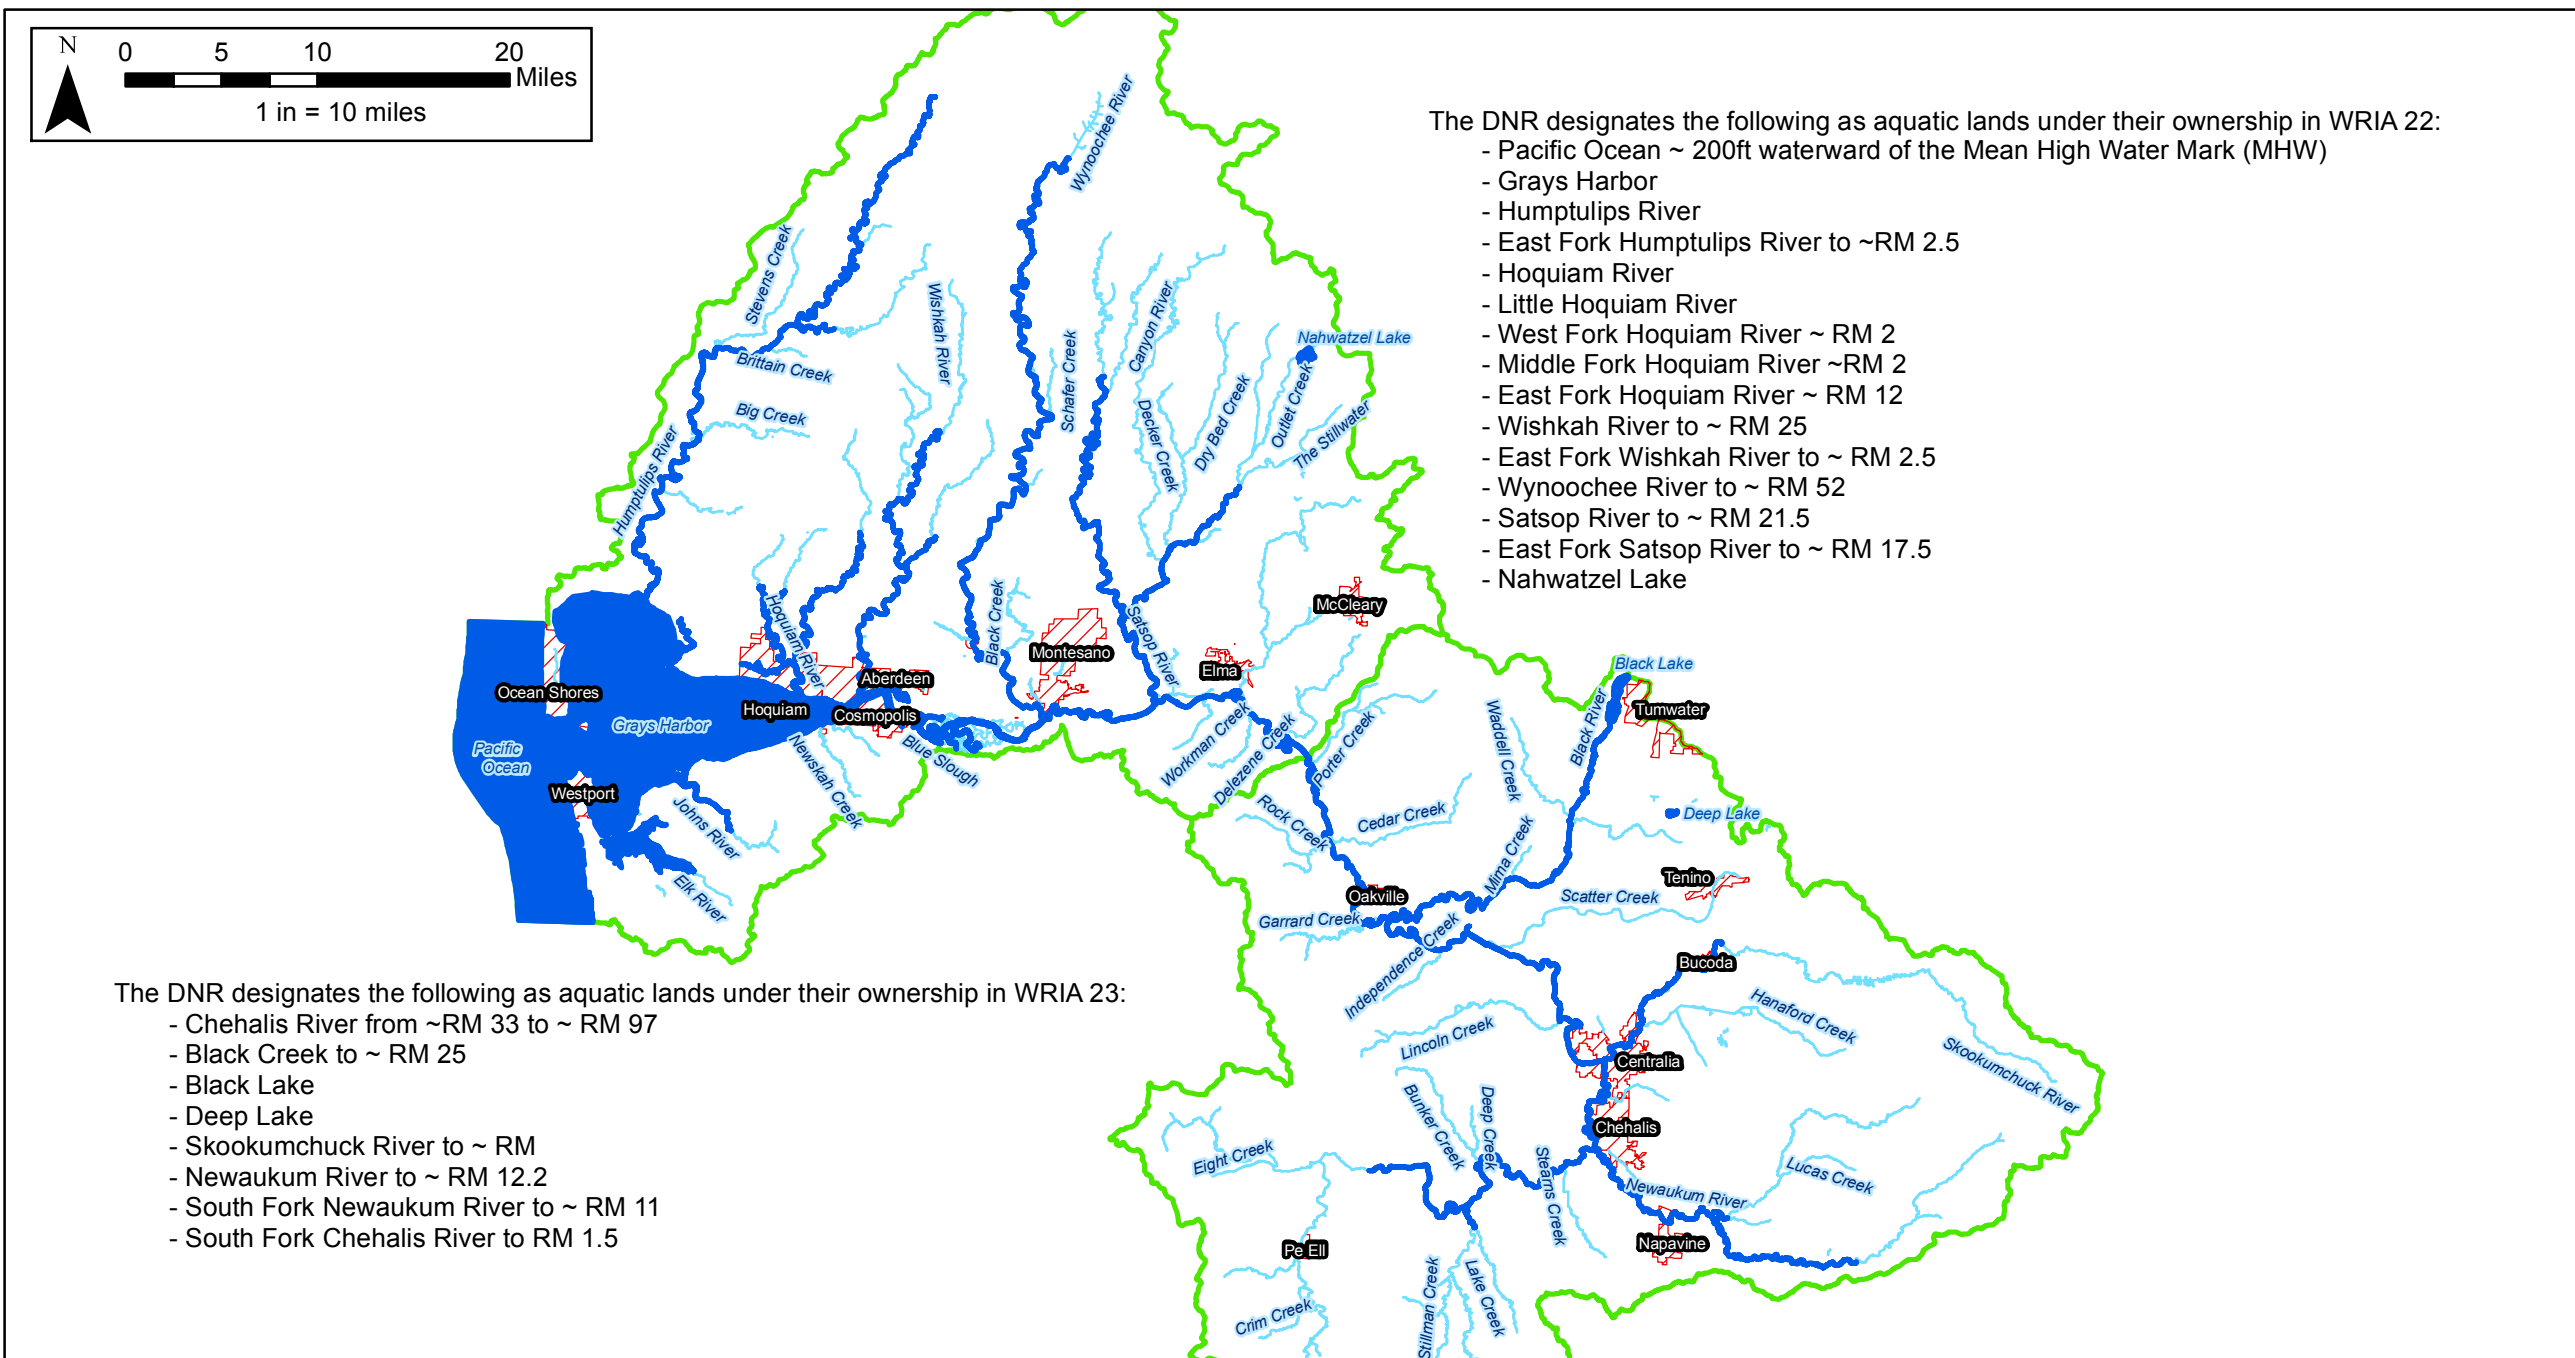 N
0 5 10 20
Miles
1 in = 10 miles
The DNR designates the following as aquatic lands under their ownership in WRIA 22:
- Pacific Ocean ~ 200ft waterward of the Mean High Water Mark (MHW)
- Grays Harbor
- Humptulips River
- East Fork Humptulips River to ~RM 2.5
- Hoquiam River
- Little Hoquiam River
- West Fork Hoquiam River ~ RM 2
- Middle Fork Hoquiam River ~RM 2
- East Fork Hoquiam River ~ RM 12
- Wishkah River to ~ RM 25
- East Fork Wishkah River to ~ RM 2.5
- Wynoochee River to ~ RM 52
- Satsop River to ~ RM 21.5
- East Fork Satsop River to ~ RM 17.5
- Nahwatzel Lake
Wynoochee River
Stevens Creek
Wishkah River
Canyon River
Nahwatzel Lake
Brittain Creek
Schafer Creek
Big Creek
Decker Creek
Dry Bed Creek
Outlet Creek
The Stillwater
Humptulips River
Hoquiam River
Black Creek
Satsop River
McCleary
Montesano
Elma
Aberdeen
Ocean Shores
Hoquiam
Cosmopolis
Grays Harbor
Pacific
Ocean
Westport
Newskah Creek
Blue Slough
Johns River
Elk River
Workman Creek
Delezene Creek
Porter Creek
Rock Creek
Cedar Creek
Waddell Creek
Black River
Black Lake
Tumwater
Deep Lake
Mima Creek
Tenino
Oakville
Scatter Creek
Garrard Creek
Independence Creek
Bucoda
Hanaford Creek
Lincoln Creek
Skookumchuck River
Centralia
Bunker Creek
Deep Creek
Chehalis
Eight Creek
Stearns Creek
Lucas Creek
Newaukum River
Napavine
Pe Ell
Stillman Creek
Lake Creek
Crim Creek
The DNR designates the following as aquatic lands under their ownership in WRIA 23:
- Chehalis River from ~RM 33 to ~ RM 97
- Black Creek to ~ RM 25
- Black Lake
- Deep Lake
- Skookumchuck River to ~ RM
- Newaukum River to ~ RM 12.2
- South Fork Newaukum River to ~ RM 11
- South Fork Chehalis River to RM 1.5